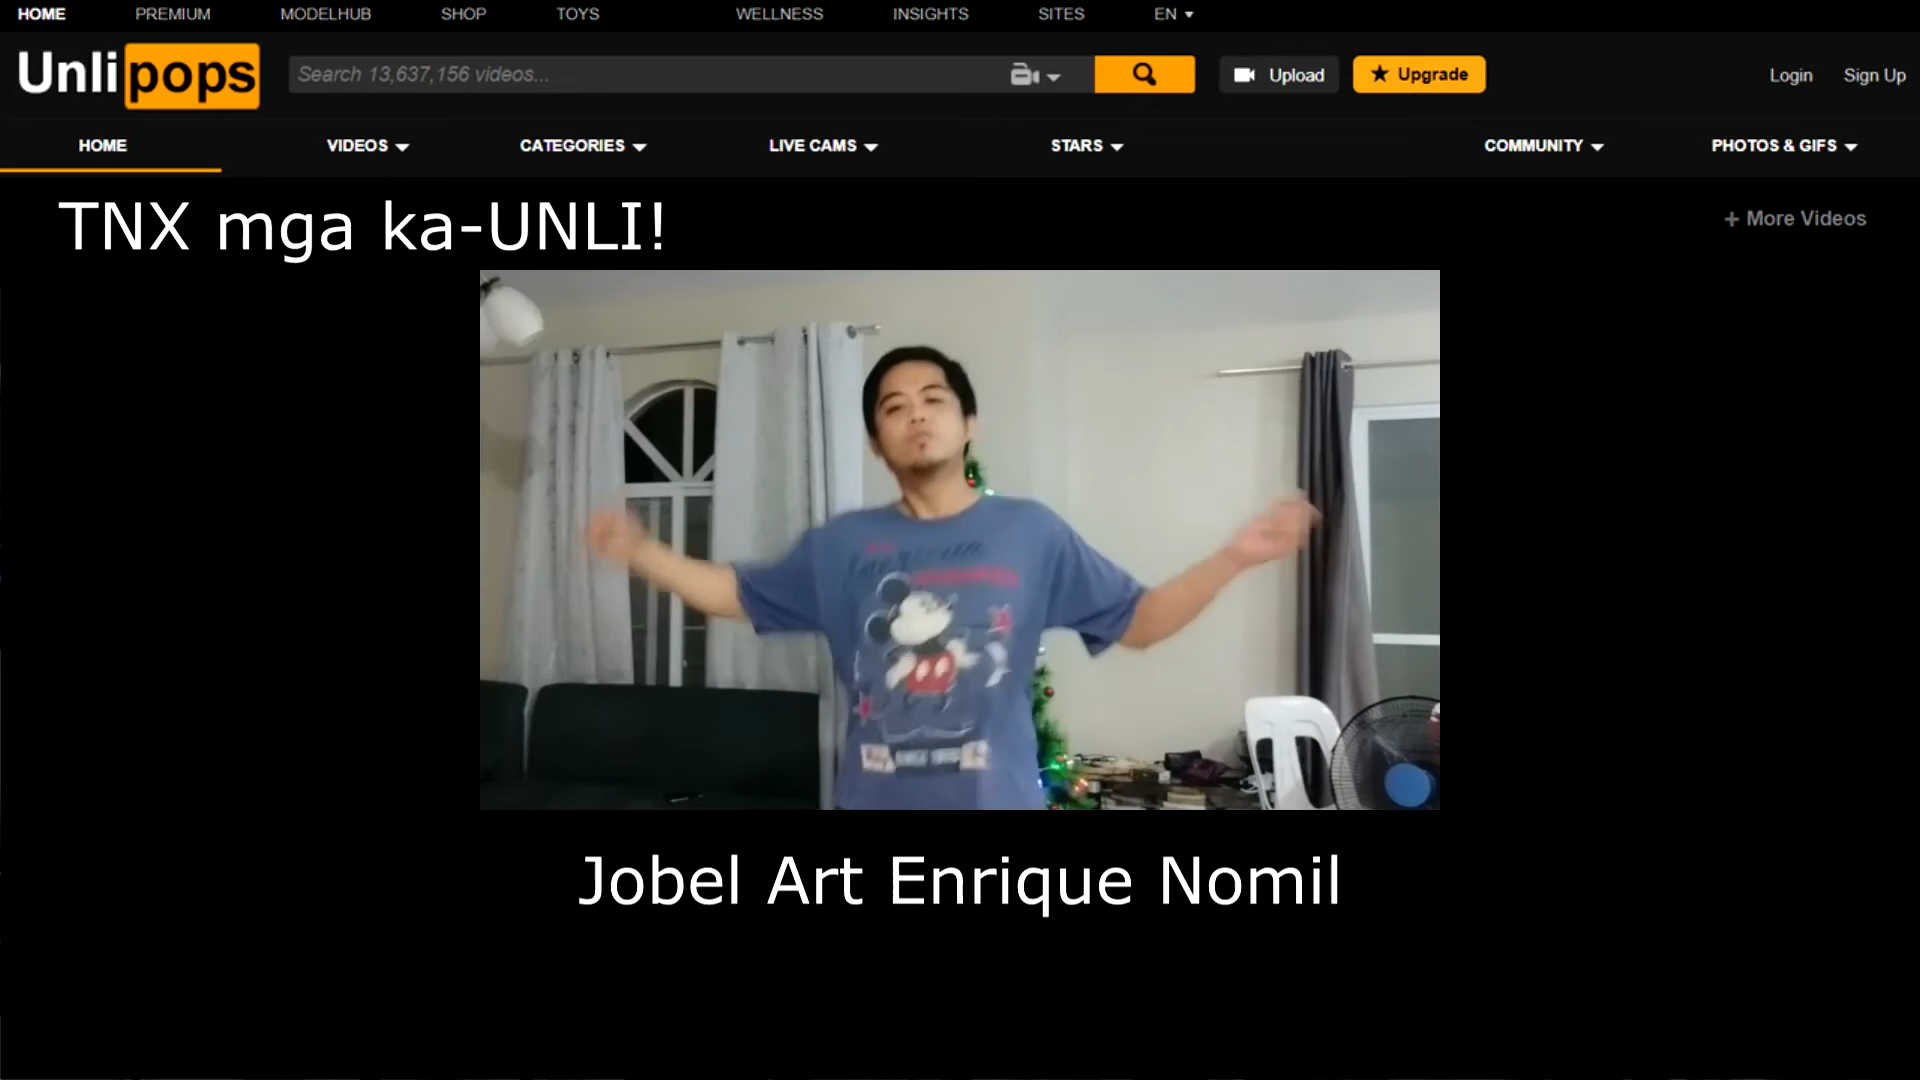 HOME PREMIUM MODELHUB SHOP TOYS WELLNESS INSIGHTS SITES EN
Unlipops Search 13,637,156 videos... Upload Upgrade Login Sign Up
HOME VIDEOS CATEGORIES LIVE CAMS STARS COMMUNITY PHOTOS & GIFS
TNX mga ka-UNLI!
+ More Videos
Jobel Art Enrique Nomil